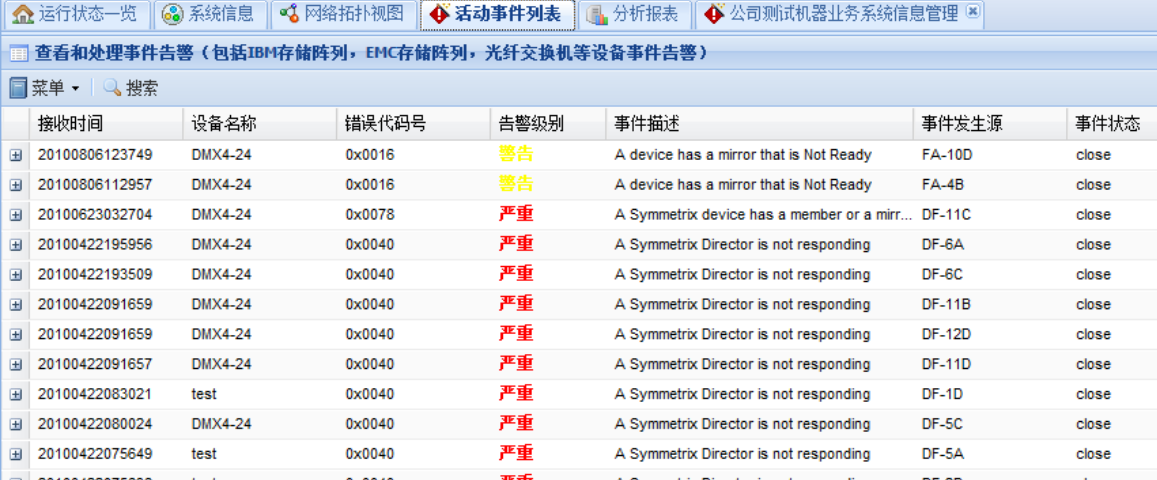 运行状态一览 系统信息 网络拓扑视图 活动事件列表 分析报表 公司测试机器业务系统信息管理
查看和处理事件告警（包括IBM存储阵列，EMC存储阵列，光纤交换机等设备事件告警）
菜单 搜索
接收时间 设备名称 错误代码号 告警级别 事件描述 事件发生源 事件状态
20100806123749 DMX4-24 0x0016 警告 A device has a mirror that is Not Ready FA-10D close
20100806112957 DMX4-24 0x0016 警告 A device has a mirror that is Not Ready FA-4B close
20100623032704 DMX4-24 0x0078 严重 A Symmetrix device has a member or a mirr... DF-11C close
20100422195956 DMX4-24 0x0040 严重 A Symmetrix Director is not responding DF-6A close
20100422193509 DMX4-24 0x0040 严重 A Symmetrix Director is not responding DF-6C close
20100422091659 DMX4-24 0x0040 严重 A Symmetrix Director is not responding DF-11B close
20100422091659 DMX4-24 0x0040 严重 A Symmetrix Director is not responding DF-12D close
20100422091657 DMX4-24 0x0040 严重 A Symmetrix Director is not responding DF-11D close
20100422083021 test 0x0040 严重 A Symmetrix Director is not responding DF-1D close
20100422080024 DMX4-24 0x0040 严重 A Symmetrix Director is not responding DF-5C close
20100422075649 test 0x0040 严重 A Symmetrix Director is not responding DF-5A close